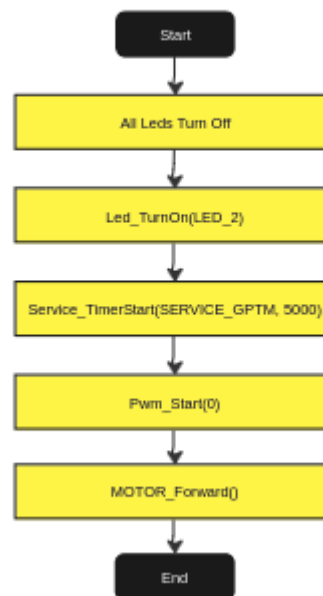 Start
All Leds Turn Off
Led_TurnOn(LED_2)
Service_TimerStart(SERVICE_GPTM, 5000)
Pwm_Start(0)
MOTOR_Forward()
End